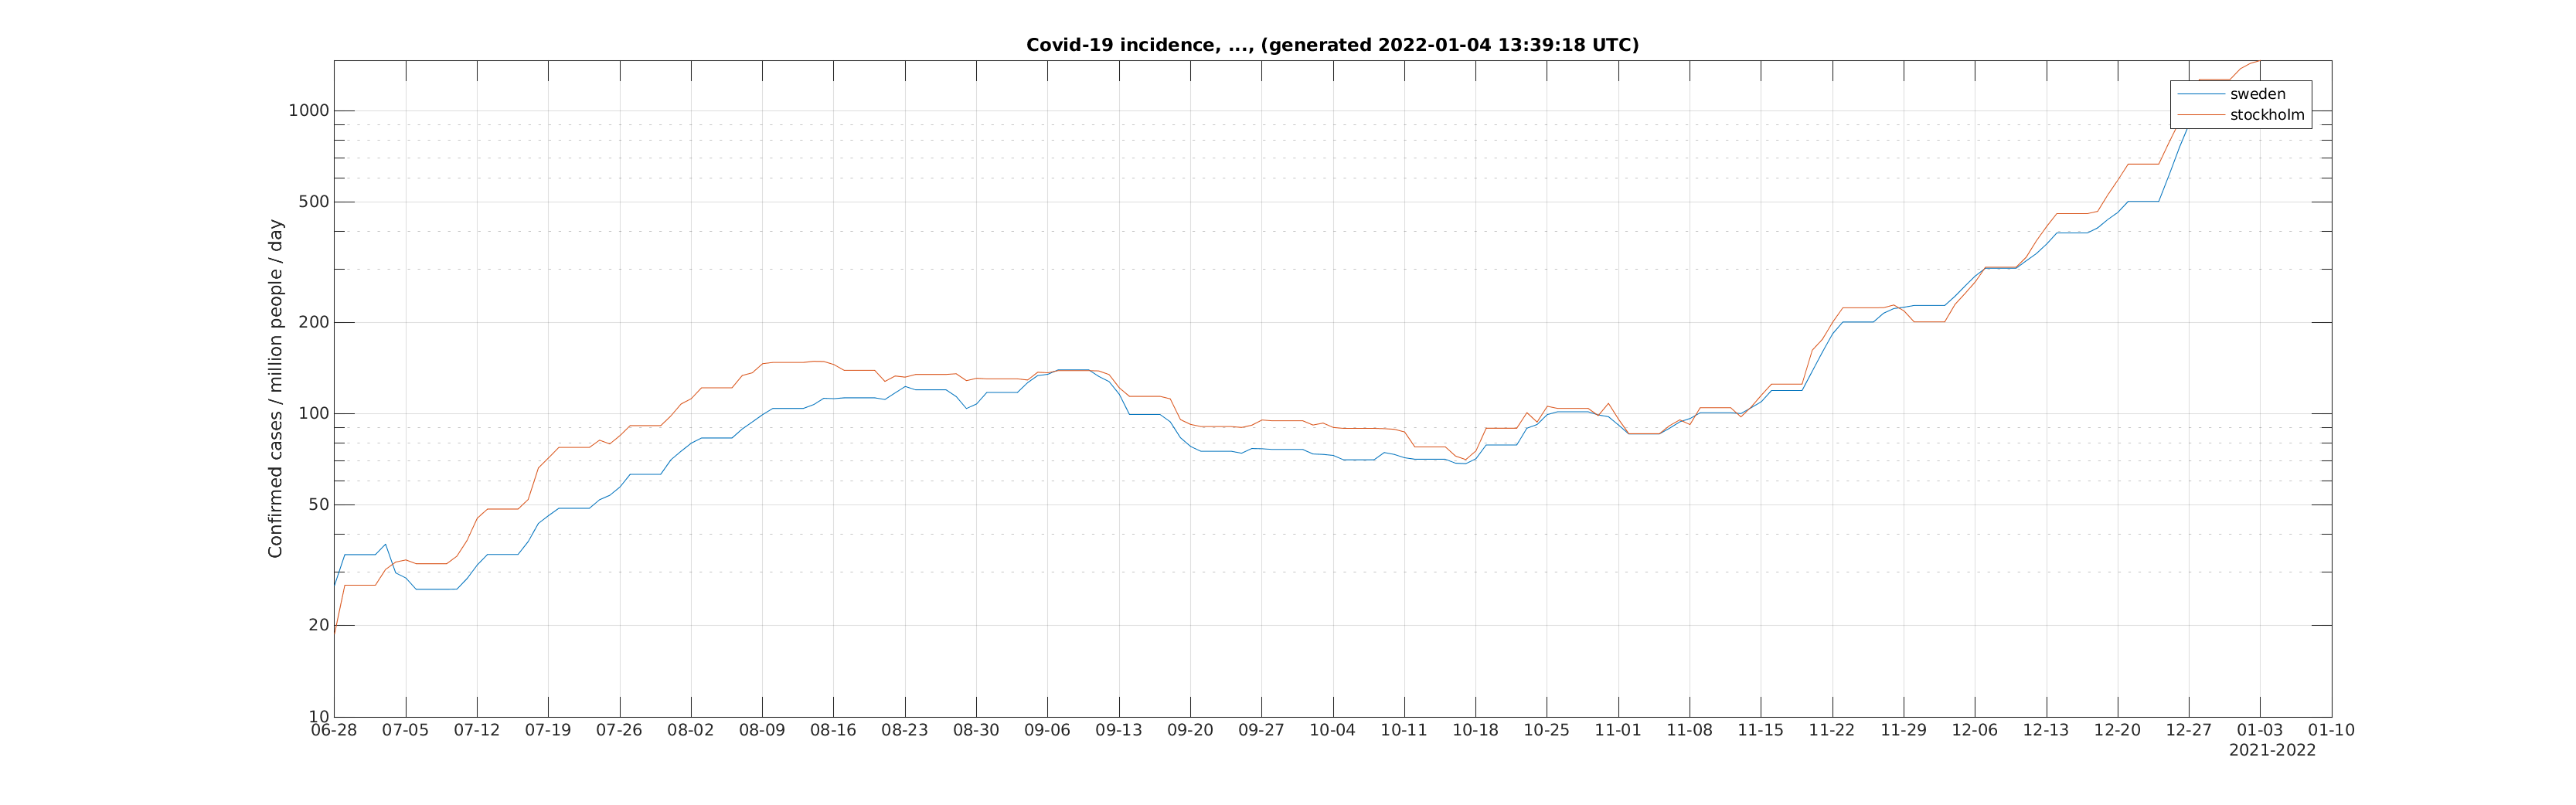 Covid-19 incidence, ..., (generated 2022-01-04 13:39:18 UTC)
Confirmed cases / million people / day
1000
500
200
100
50
20
10
sweden
stockholm
06-28 07-05 07-12 07-19 07-26 08-02 08-09 08-16 08-23 08-30 09-06 09-13 09-20 09-27 10-04 10-11 10-18 10-25 11-01 11-08 11-15 11-22 11-29 12-06 12-13 12-20 12-27 01-03 01-10
2021-2022